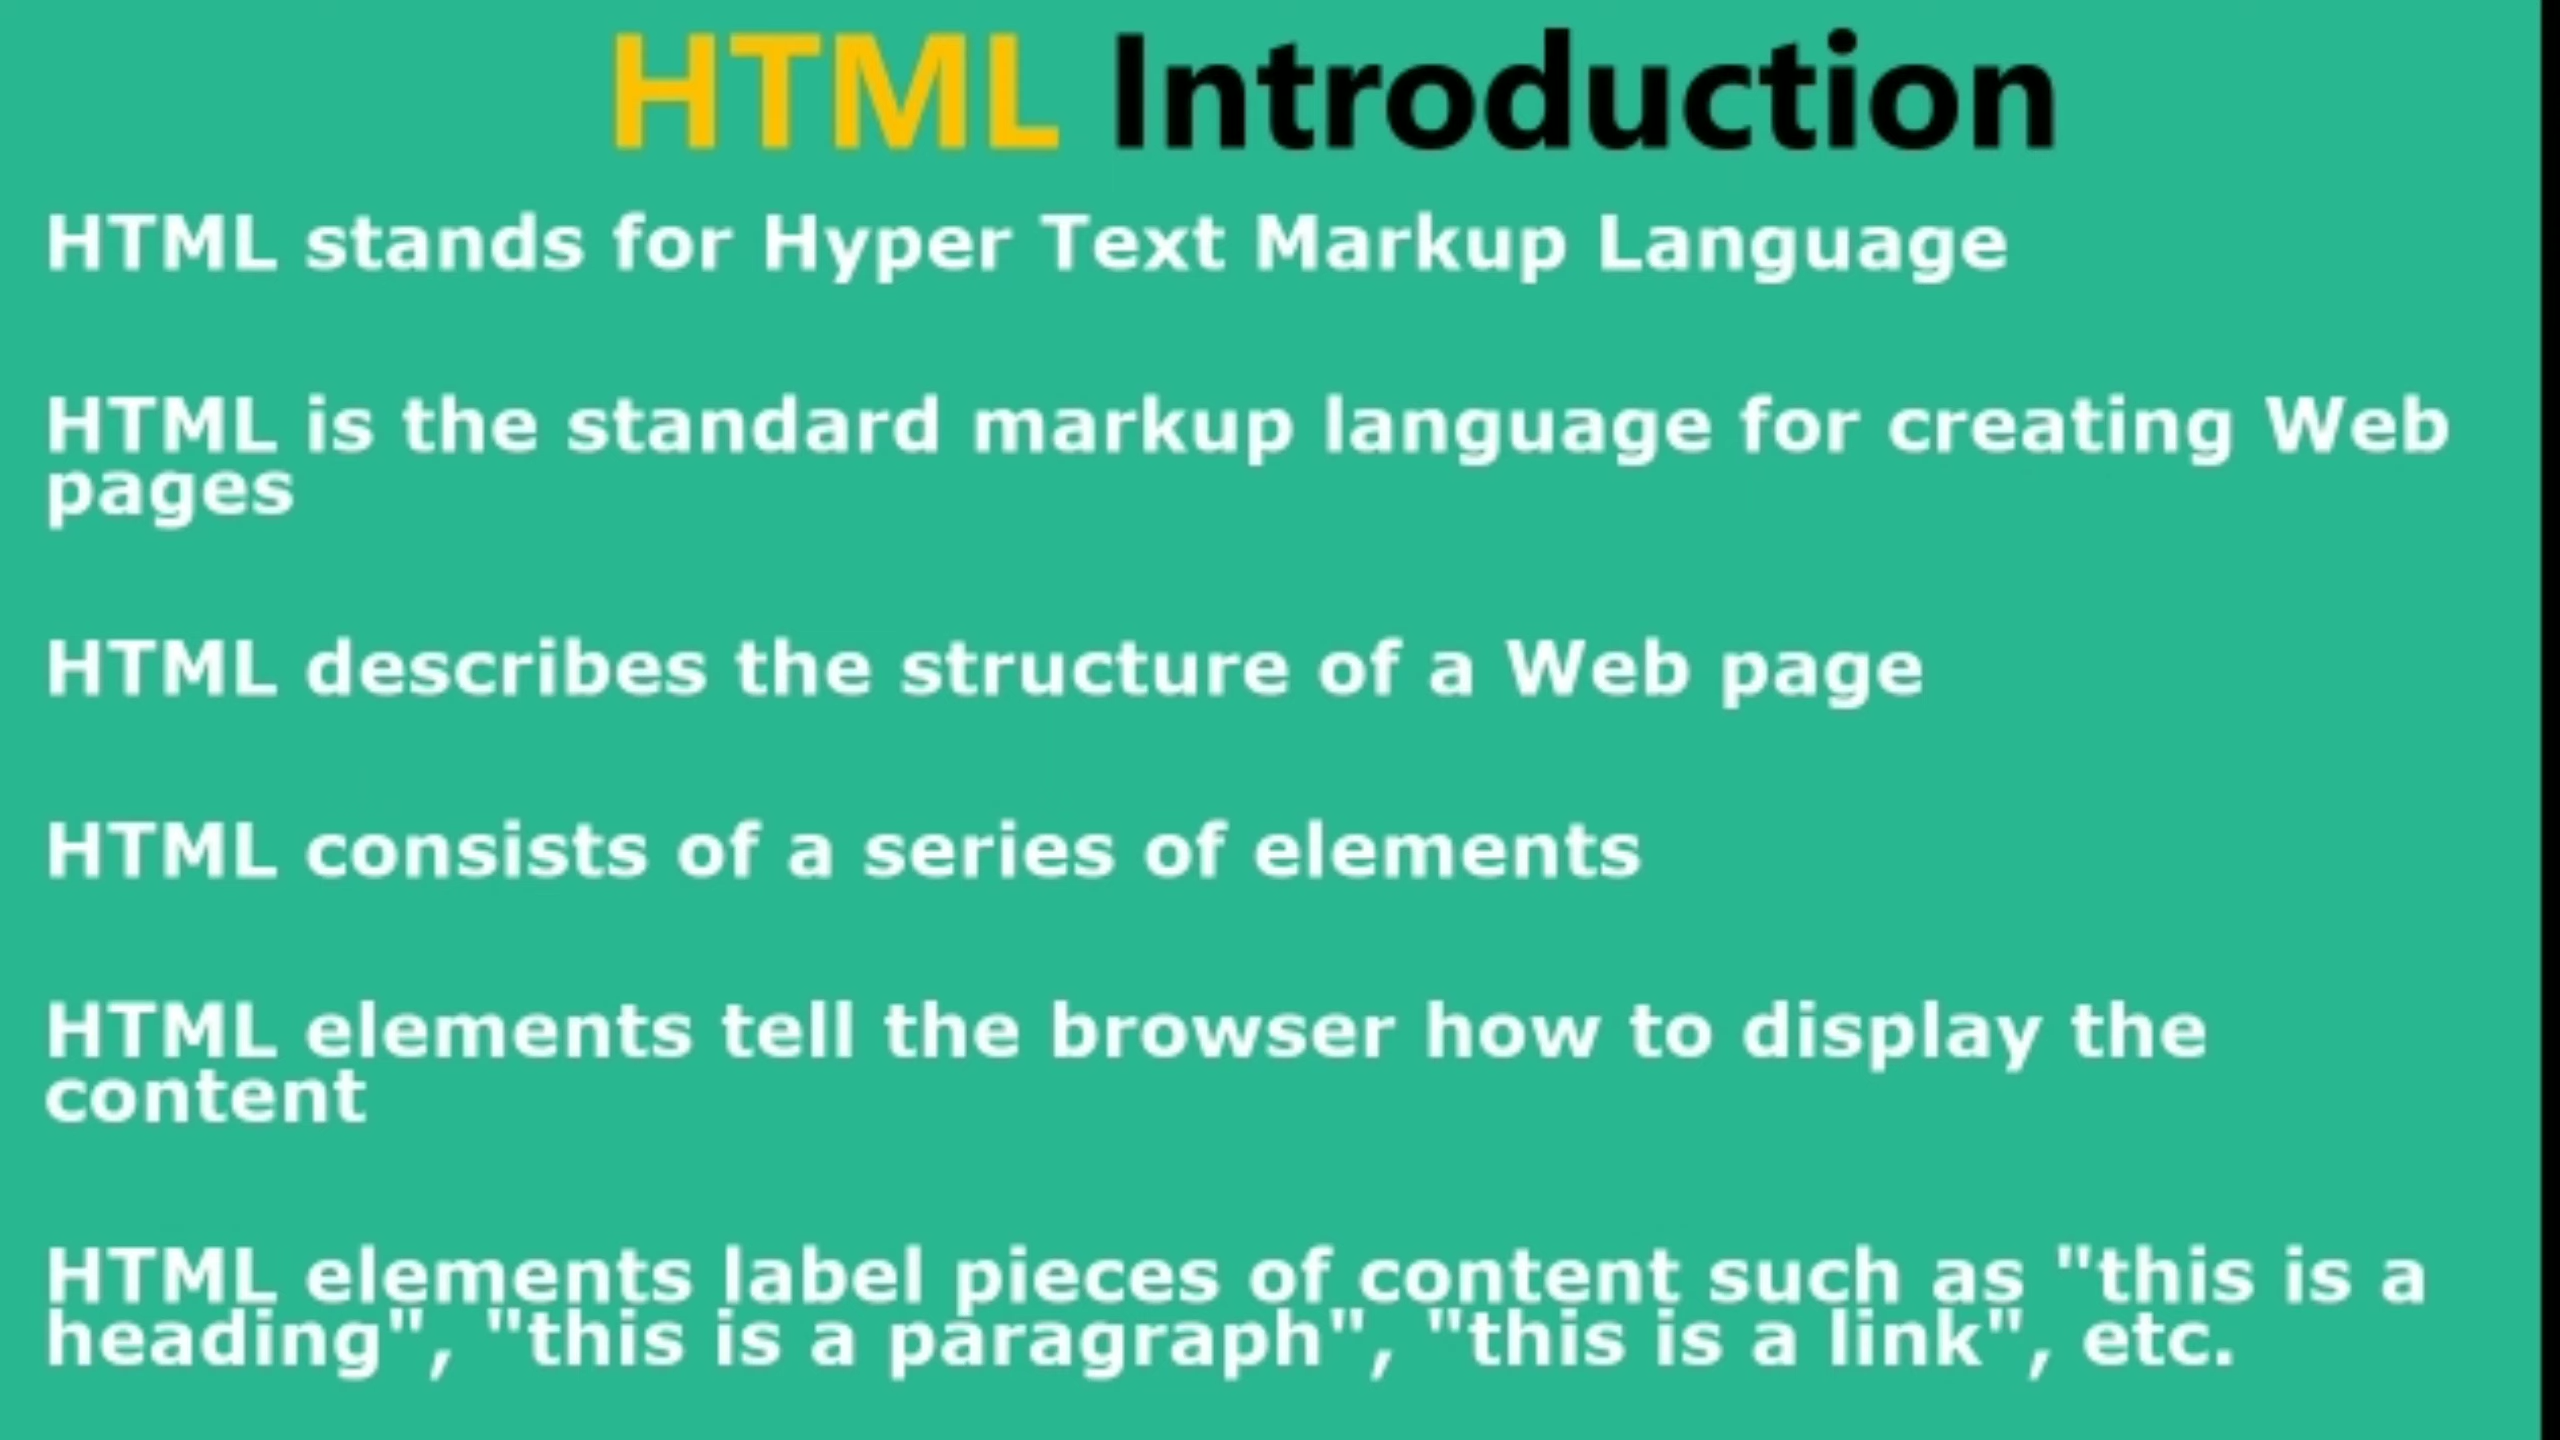 HTML Introduction
HTML stands for Hyper Text Markup Language
HTML is the standard markup language for creating Web
pages
HTML describes the structure of a Web page
HTML consists of a series of elements
HTML elements tell the browser how to display the
content
HTML elements label pieces of content such as "this is a
heading", "this is a paragraph", "this is a link", etc.